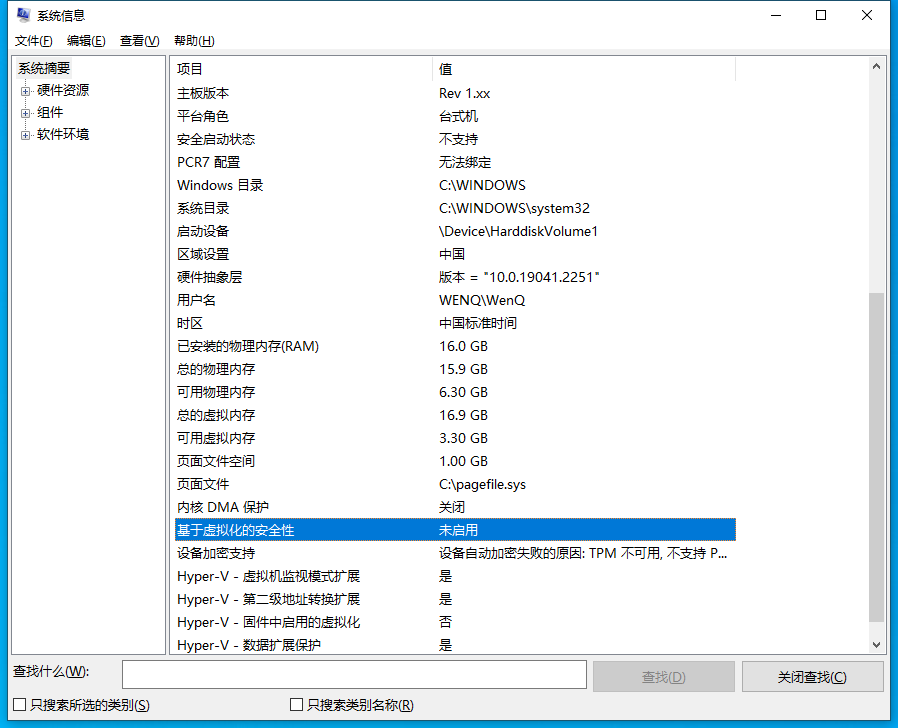 系统信息
文件(F) 编辑(E) 查看(V) 帮助(H)
系统摘要
硬件资源
组件
软件环境
项目 值
主板版本 Rev 1.xx
平台角色 台式机
安全启动状态 不支持
PCR7 配置 无法绑定
Windows 目录 C:\WINDOWS
系统目录 C:\WINDOWS\system32
启动设备 \Device\HarddiskVolume1
区域设置 中国
硬件抽象层 版本 = "10.0.19041.2251"
用户名 WENQ\WenQ
时区 中国标准时间
已安装的物理内存(RAM) 16.0 GB
总的物理内存 15.9 GB
可用物理内存 6.30 GB
总的虚拟内存 16.9 GB
可用虚拟内存 3.30 GB
页面文件空间 1.00 GB
页面文件 C:\pagefile.sys
内核 DMA 保护 关闭
基于虚拟化的安全性 未启用
设备加密支持 设备自动加密失败的原因: TPM 不可用, 不支持 P...
Hyper-V - 虚拟机监视模式扩展 是
Hyper-V - 第二级地址转换扩展 是
Hyper-V - 固件中启用的虚拟化 否
Hyper-V - 数据扩展保护 是
查找什么(W): 查找(D) 关闭查找(C)
只搜索所选的类别(S) 只搜索类别名称(R)